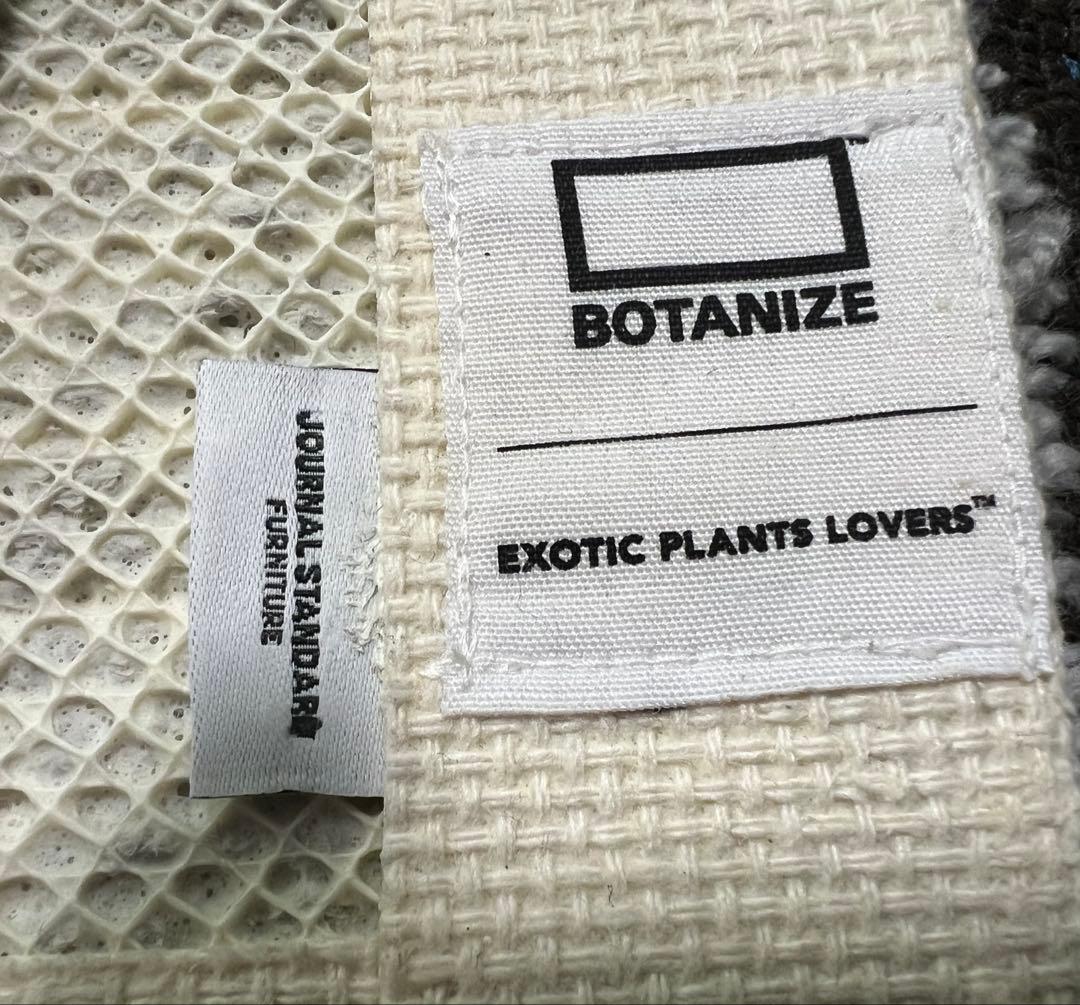 BOTANIZE
EXOTIC PLANTS LOVERS™
JOURNAL STANDARD
FURNITURE